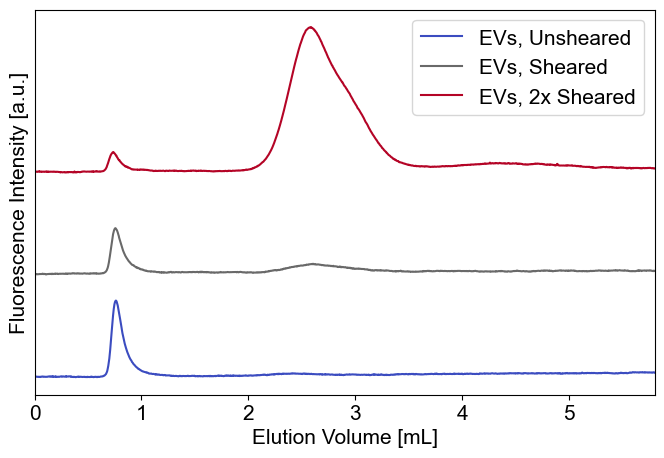 EVs, Unsheared
EVs, Sheared
EVs, 2x Sheared
Fluorescence Intensity [a.u.]
0 1 2 3 4 5
Elution Volume [mL]